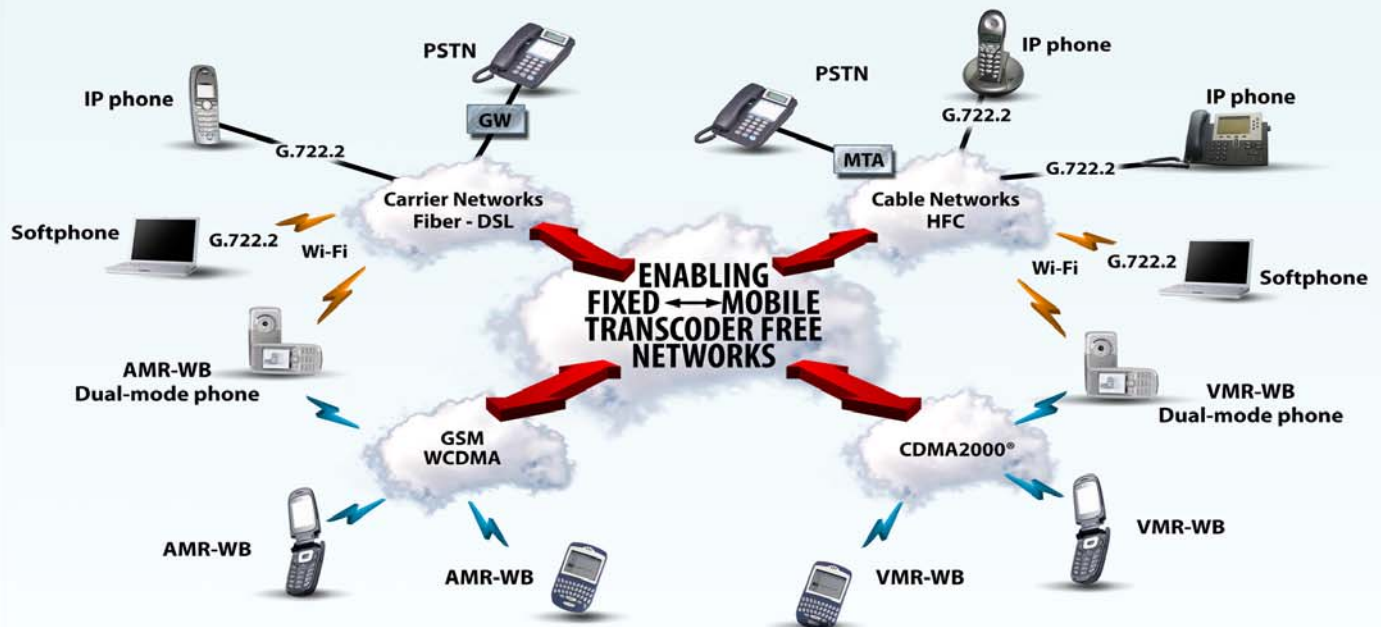 PSTN
IP phone
PSTN
IP phone
GW
IP phone
G.722.2
MTA
G.722.2
G.722.2
Carrier Networks
Fiber - DSL
Cable Networks
HFC
Softphone
G.722.2
Wi-Fi
Wi-Fi
G.722.2
Softphone
ENABLING
FIXED ↔ MOBILE
TRANSCODER FREE
NETWORKS
AMR-WB
Dual-mode phone
VMR-WB
Dual-mode phone
GSM
WCDMA
CDMA2000®
AMR-WB
AMR-WB
VMR-WB
VMR-WB